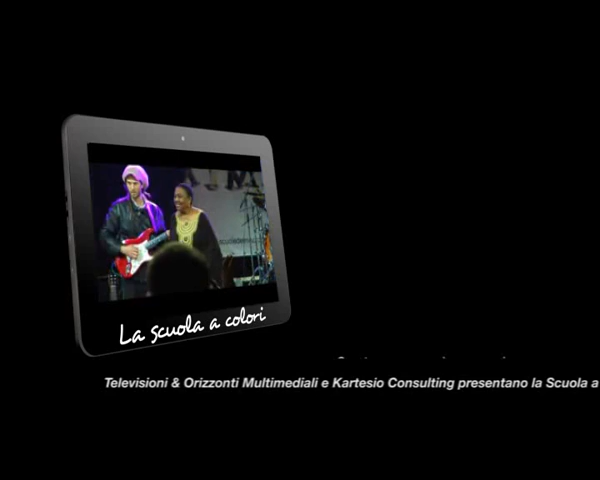 La scuola a colori
Televisioni & Orizzonti Multimediali e Kartesio Consulting presentano la Scuola a